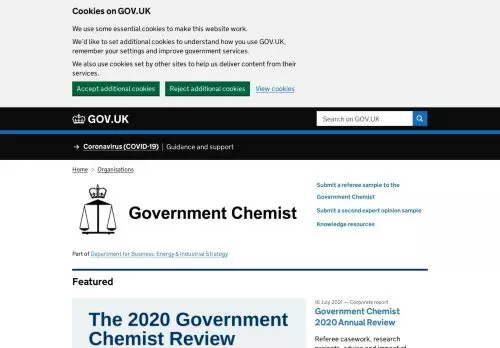 Cookies on GOV.UK
We use some essential cookies to make this website work.
We'd like to set additional cookies to understand how you use GOV.UK,
remember your settings and improve government services.
We also use cookies set by other sites to help us deliver content from their
services.
Accept additional cookies Reject additional cookies View cookies
GOV.UK
Search on GOV.UK
→ Coronavirus (COVID-19) | Guidance and support
Home > Organisations
Government Chemist
Submit a referee sample to the
Government Chemist
Submit a second expert opinion sample
Knowledge resources
Part of Department for Business, Energy & Industrial Strategy
Featured
The 2020 Government
Chemist Review
16 July 2021 — Corporate report
Government Chemist
2020 Annual Review
Referee casework, research
projects, advice and impact of